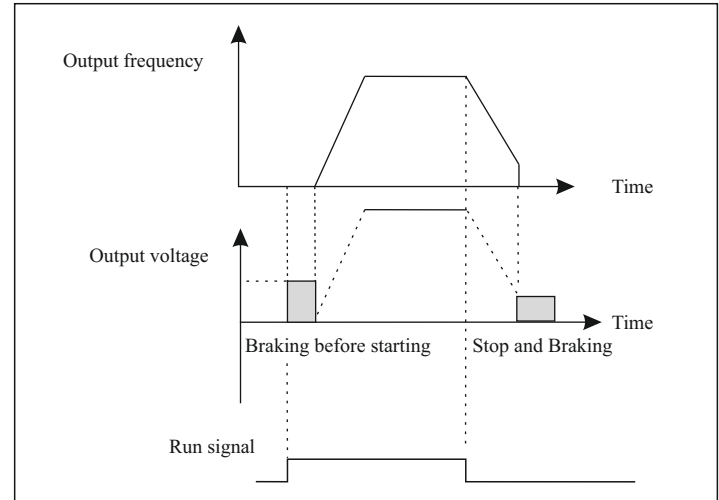 Output frequency
Time
Output voltage
Time
Braking before starting
Stop and Braking
Run signal